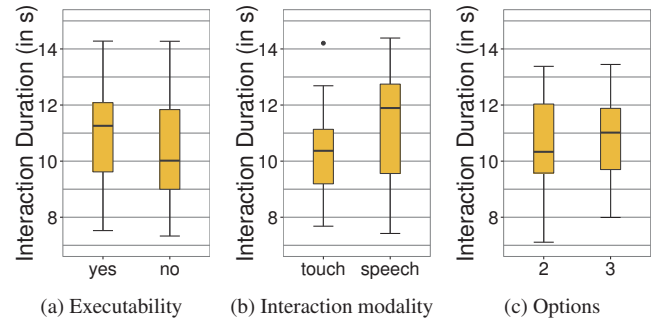 Interaction Duration (in s)
14
12
10
8
yes no
(a) Executability
Interaction Duration (in s)
14
12
10
8
touch speech
(b) Interaction modality
Interaction Duration (in s)
14
12
10
8
2 3
(c) Options